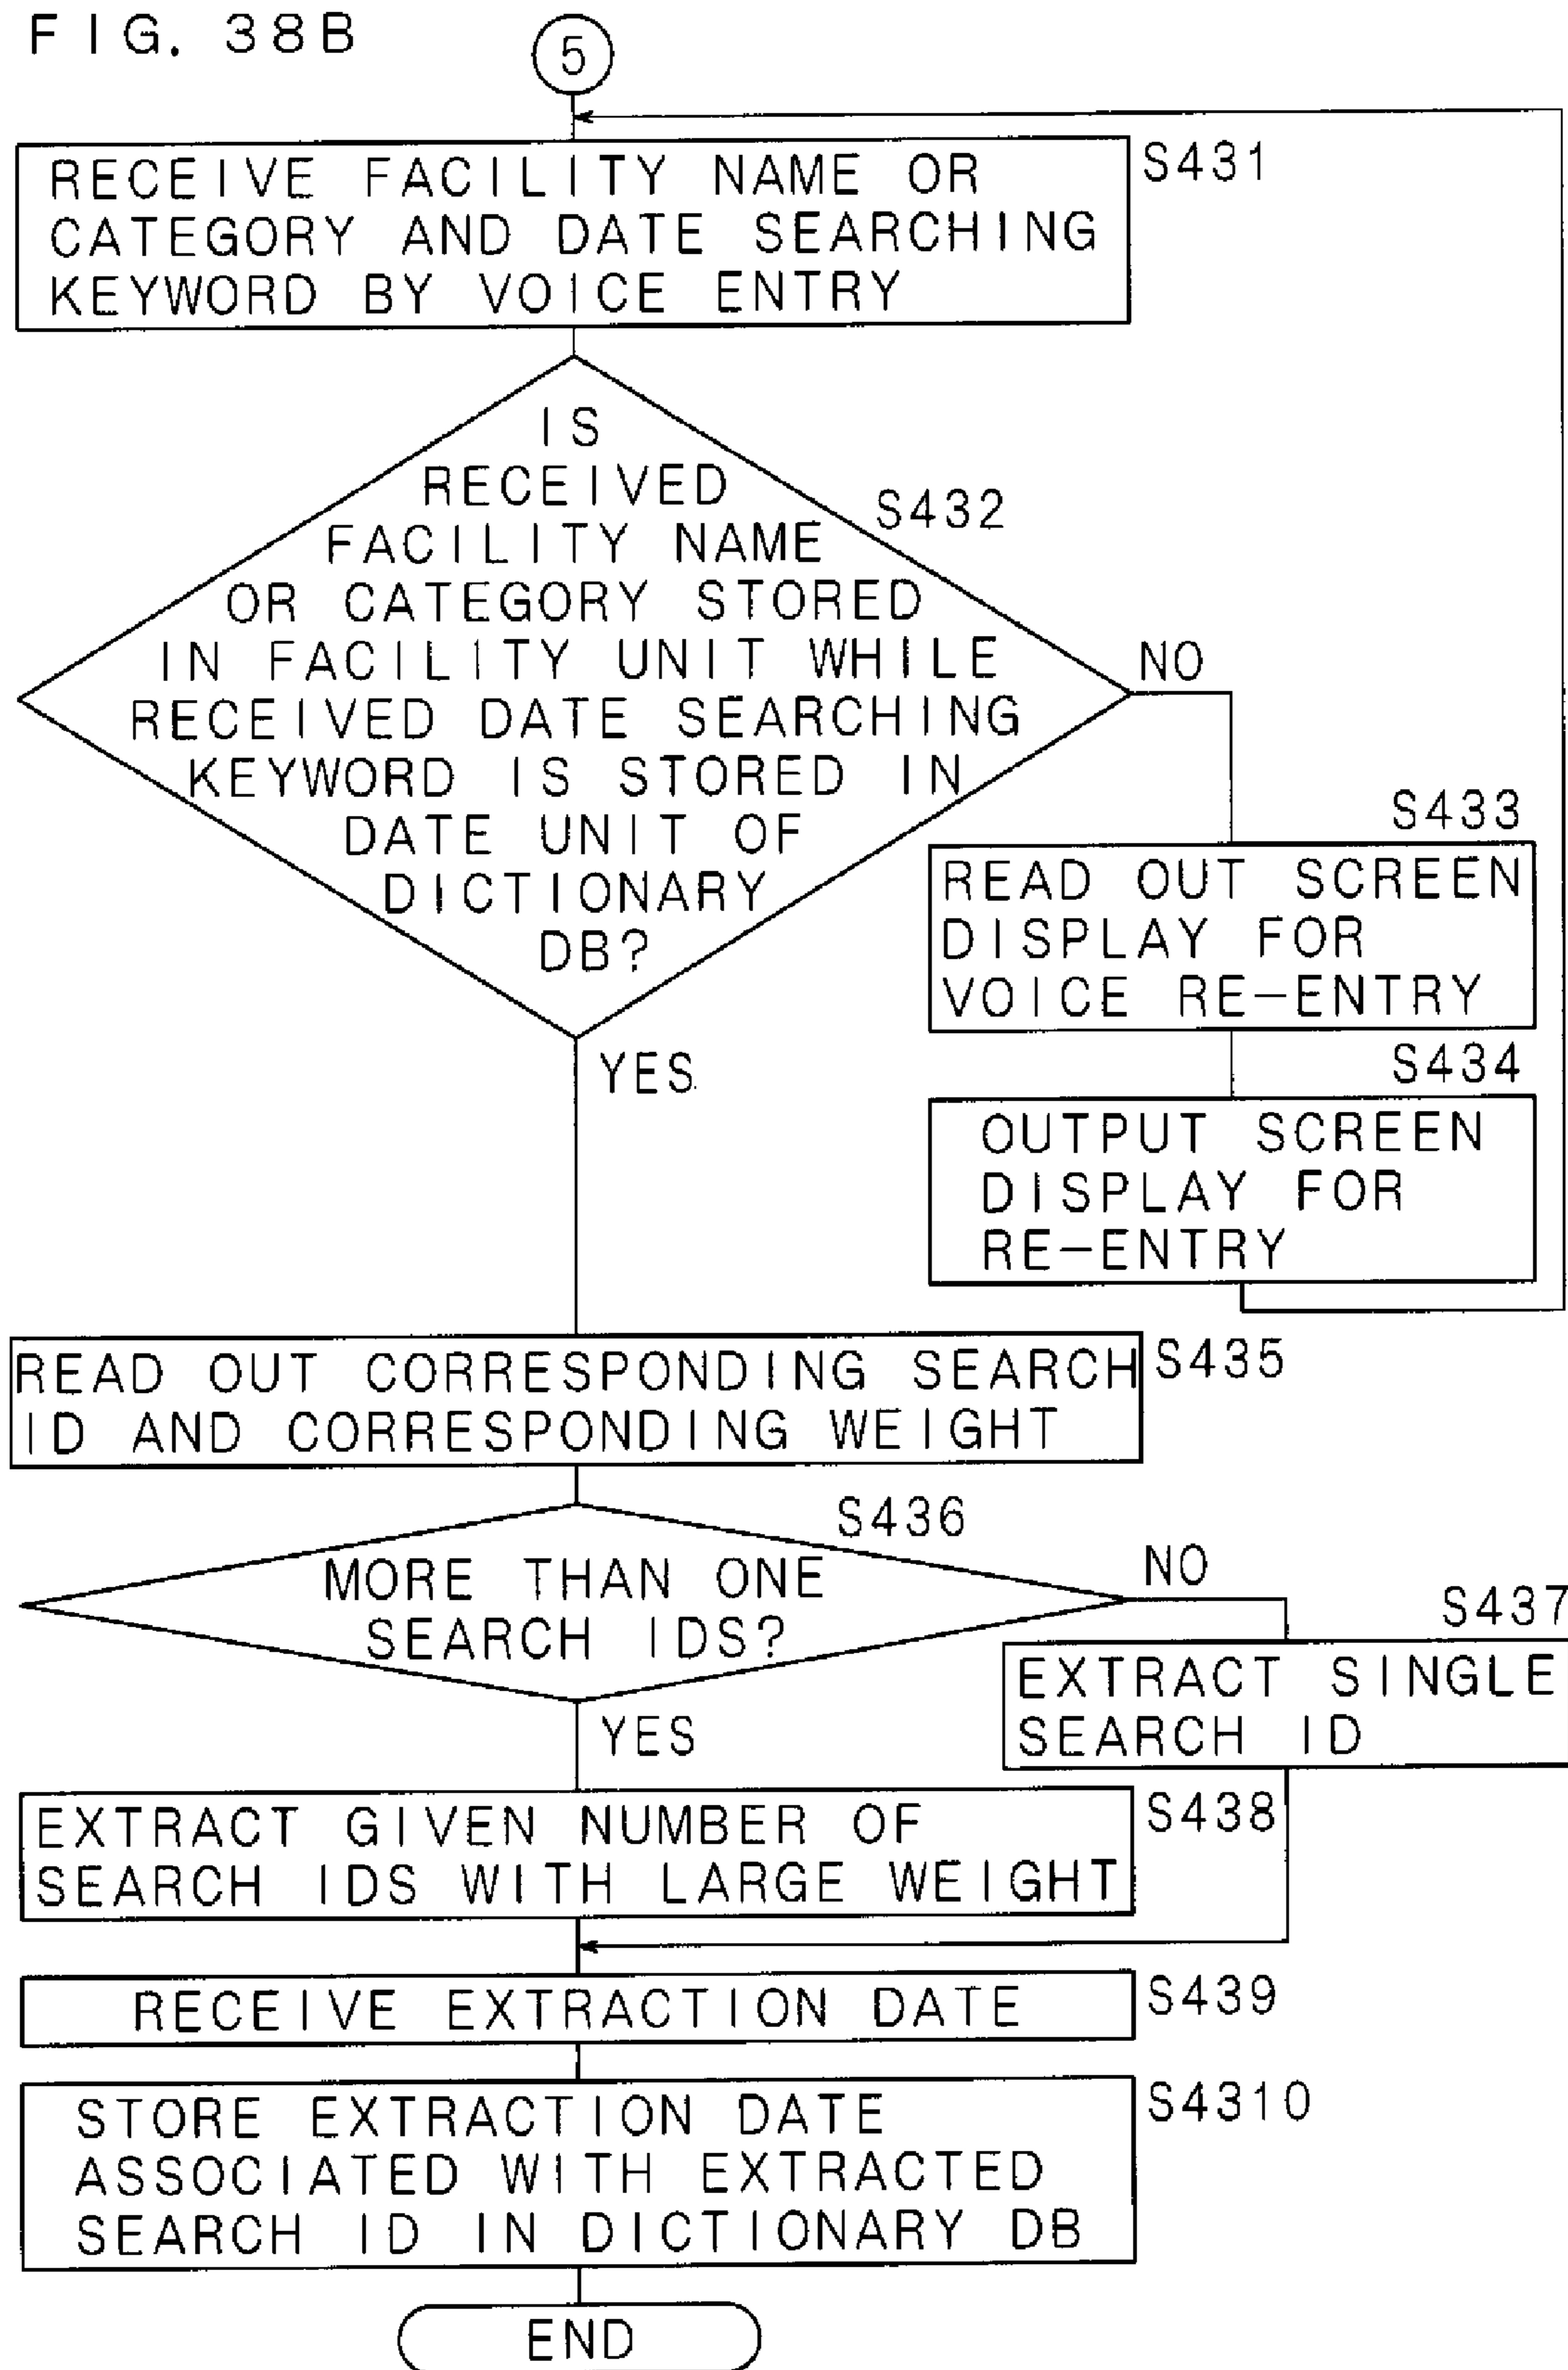 FIG. 38B
5
RECEIVE FACILITY NAME OR
CATEGORY AND DATE SEARCHING
KEYWORD BY VOICE ENTRY
S431
IS
RECEIVED
FACILITY NAME
OR CATEGORY STORED
IN FACILITY UNIT WHILE
RECEIVED DATE SEARCHING
KEYWORD IS STORED IN
DATE UNIT OF
DICTIONARY
DB?
S432
NO
YES
S433
READ OUT SCREEN
DISPLAY FOR
VOICE RE-ENTRY
S434
OUTPUT SCREEN
DISPLAY FOR
RE-ENTRY
READ OUT CORRESPONDING SEARCH
ID AND CORRESPONDING WEIGHT
S435
S436
MORE THAN ONE
SEARCH IDS?
NO
YES
S437
EXTRACT SINGLE
SEARCH ID
EXTRACT GIVEN NUMBER OF
SEARCH IDS WITH LARGE WEIGHT
S438
RECEIVE EXTRACTION DATE
S439
STORE EXTRACTION DATE
ASSOCIATED WITH EXTRACTED
SEARCH ID IN DICTIONARY DB
S4310
END